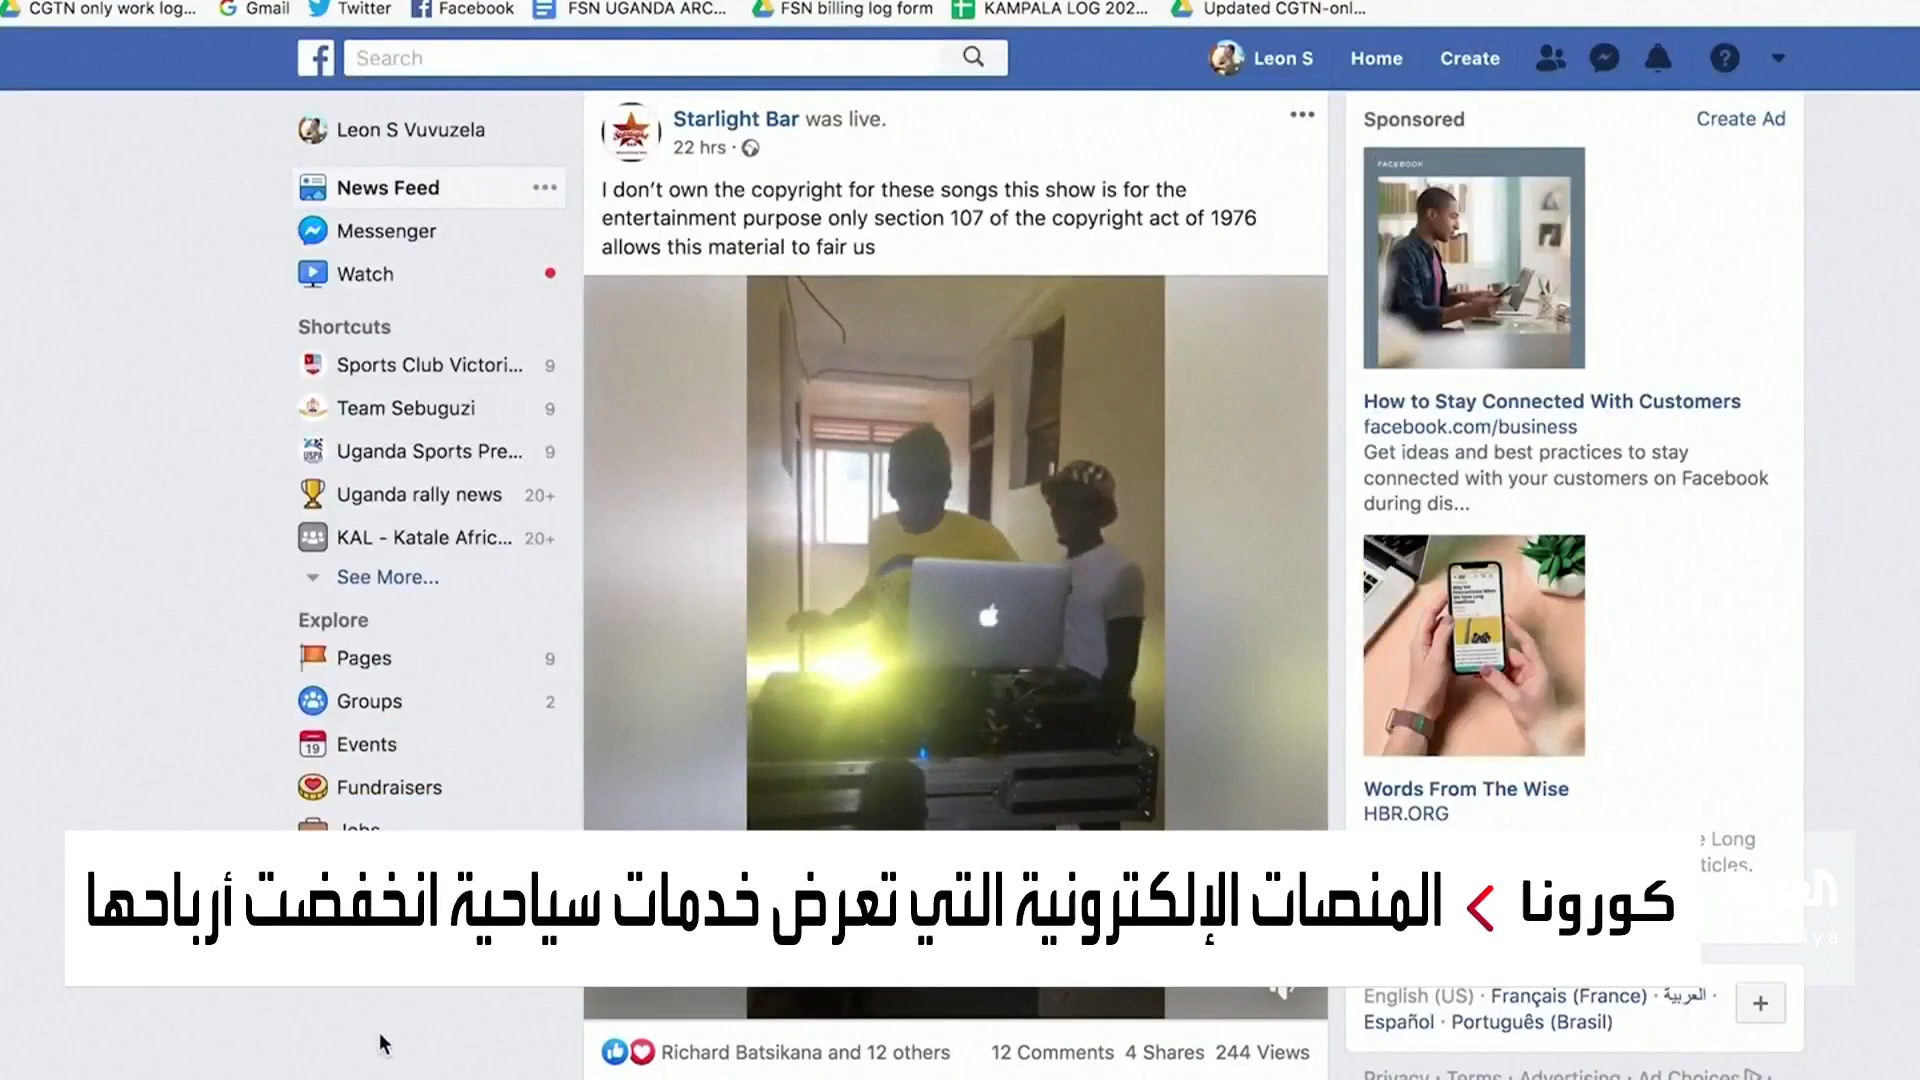 CGTN only work log...
Gmail
Twitter
Facebook
FSN UGANDA ARC...
FSN billing log form
KAMPALA LOG 202...
Updated CGTN-onl...
Search
Leon S
Home
Create
Leon S Vuvuzela
News Feed
Messenger
Watch
Shortcuts
Sports Club Victori... 9
Team Sebuguzi 9
Uganda Sports Pre... 9
Uganda rally news 20+
KAL - Katale Afric... 20+
See More...
Explore
Pages 9
Groups 2
Events
Fundraisers
Jobs
Starlight Bar was live.
22 hrs ·
I don't own the copyright for these songs this show is for the
entertainment purpose only section 107 of the copyright act of 1976
allows this material to fair us
Sponsored
Create Ad
FACEBOOK
How to Stay Connected With Customers
facebook.com/business
Get ideas and best practices to stay
connected with your customers on Facebook
during dis...
Words From The Wise
HBR.ORG
Long
كورونا > المنصات الإلكترونية التي تعرض خدمات سياحية انخفضت أرباحها
English (US) · Français (France) · العربية ·
Español · Português (Brasil)
Richard Batsikana and 12 others
12 Comments 4 Shares 244 Views
Privacy · Terms · Advertising · Ad Choices ·